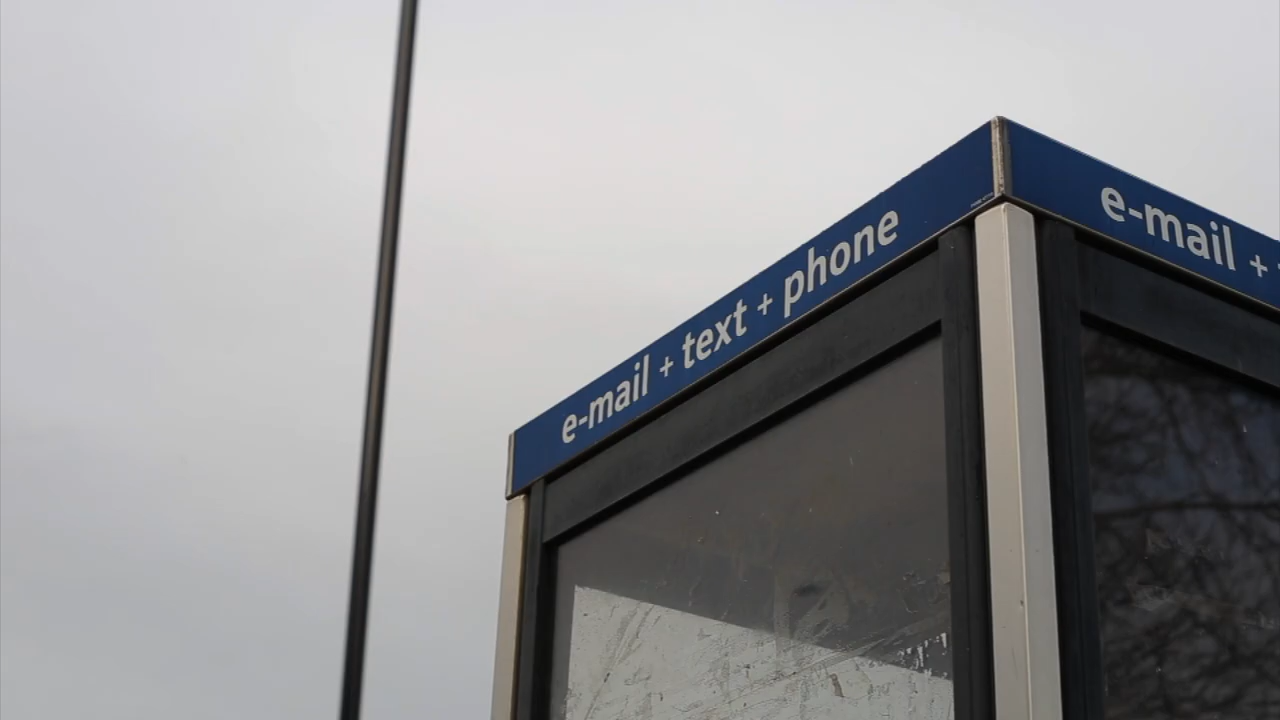 e-mail + text + phone
e-mail +